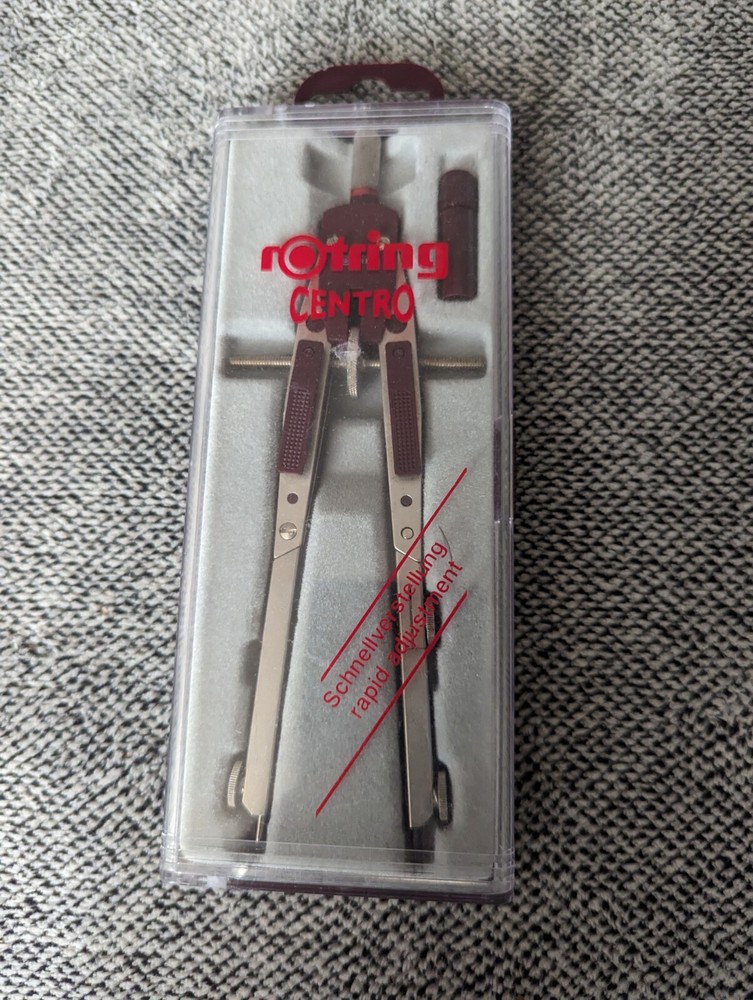 rotring
CENTRO
Schnellverstellung
rapid adjustment